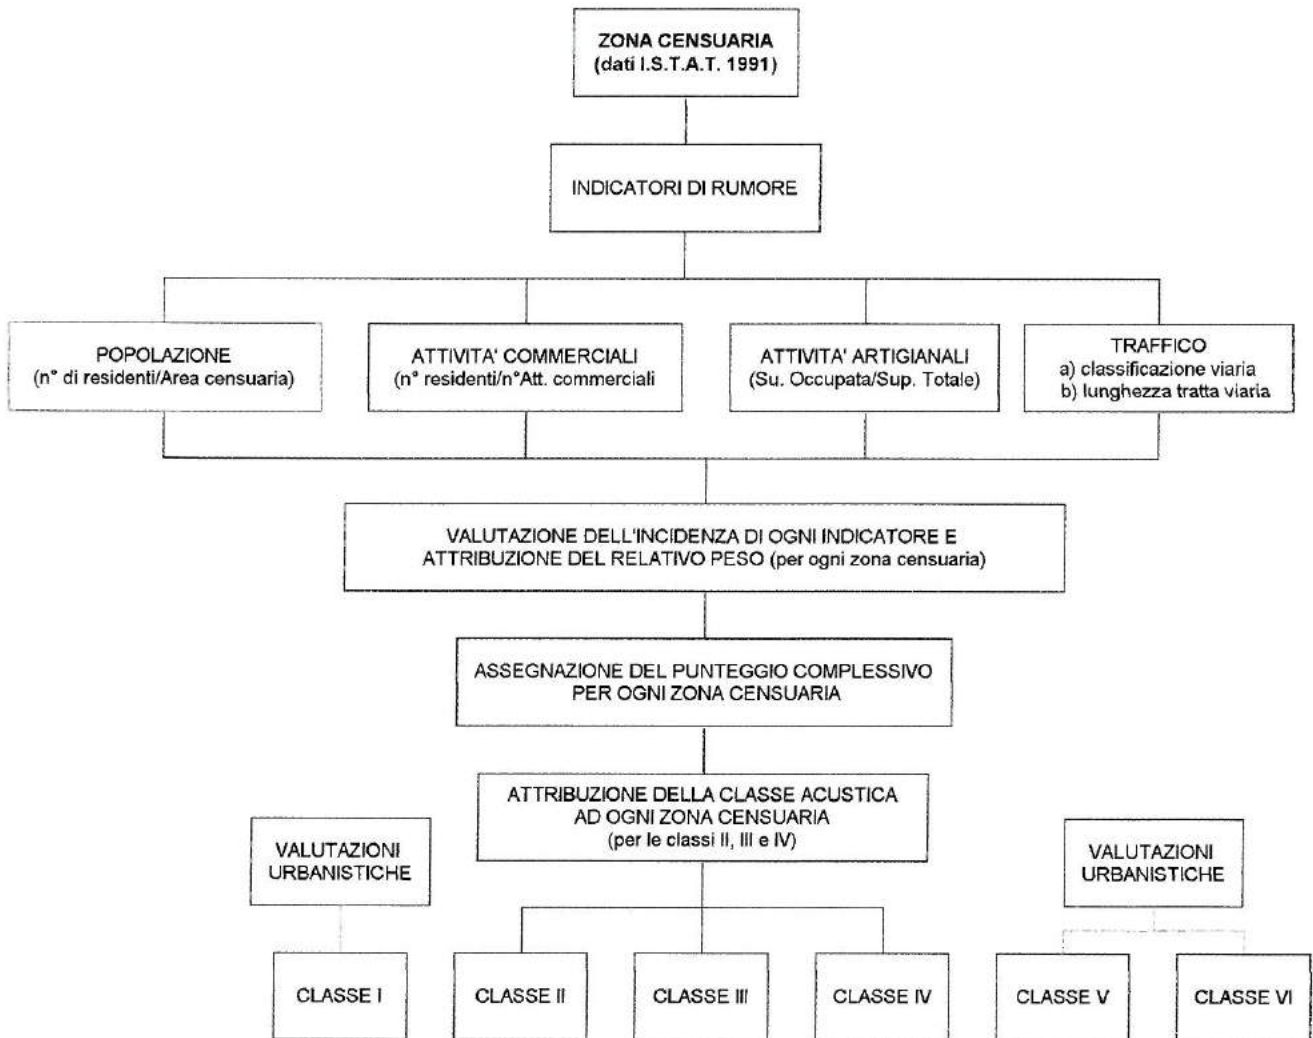 ZONA CENSUARIA
(dati I.S.T.A.T. 1991)
INDICATORI DI RUMORE
POPOLAZIONE
(n° di residenti/Area censuaria)
ATTIVITA' COMMERCIALI
(n° residenti/n°Att. commerciali
ATTIVITA' ARTIGIANALI
(Su. Occupata/Sup. Totale)
TRAFFICO
a) classificazione viaria
b) lunghezza tratta viaria
VALUTAZIONE DELL'INCIDENZA DI OGNI INDICATORE E
ATTRIBUZIONE DEL RELATIVO PESO (per ogni zona censuaria)
ASSEGNAZIONE DEL PUNTEGGIO COMPLESSIVO
PER OGNI ZONA CENSUARIA
ATTRIBUZIONE DELLA CLASSE ACUSTICA
AD OGNI ZONA CENSUARIA
(per le classi II, III e IV)
VALUTAZIONI
URBANISTICHE
VALUTAZIONI
URBANISTICHE
CLASSE I
CLASSE II
CLASSE III
CLASSE IV
CLASSE V
CLASSE VI